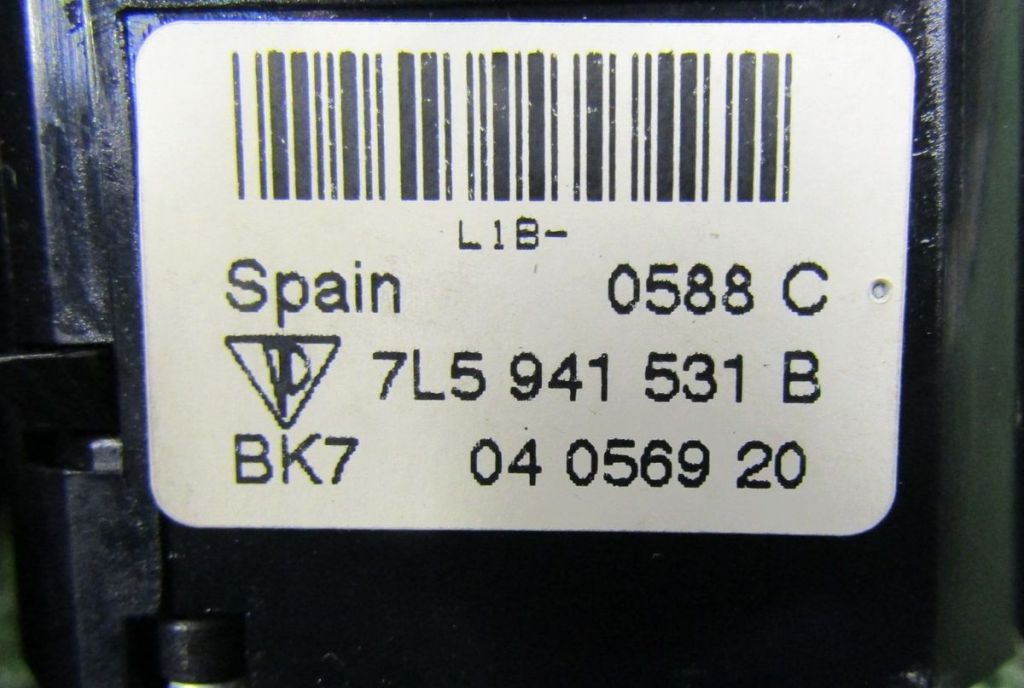 L1B-
Spain 0588 C
7L5 941 531 B
BK7 04 0569 20